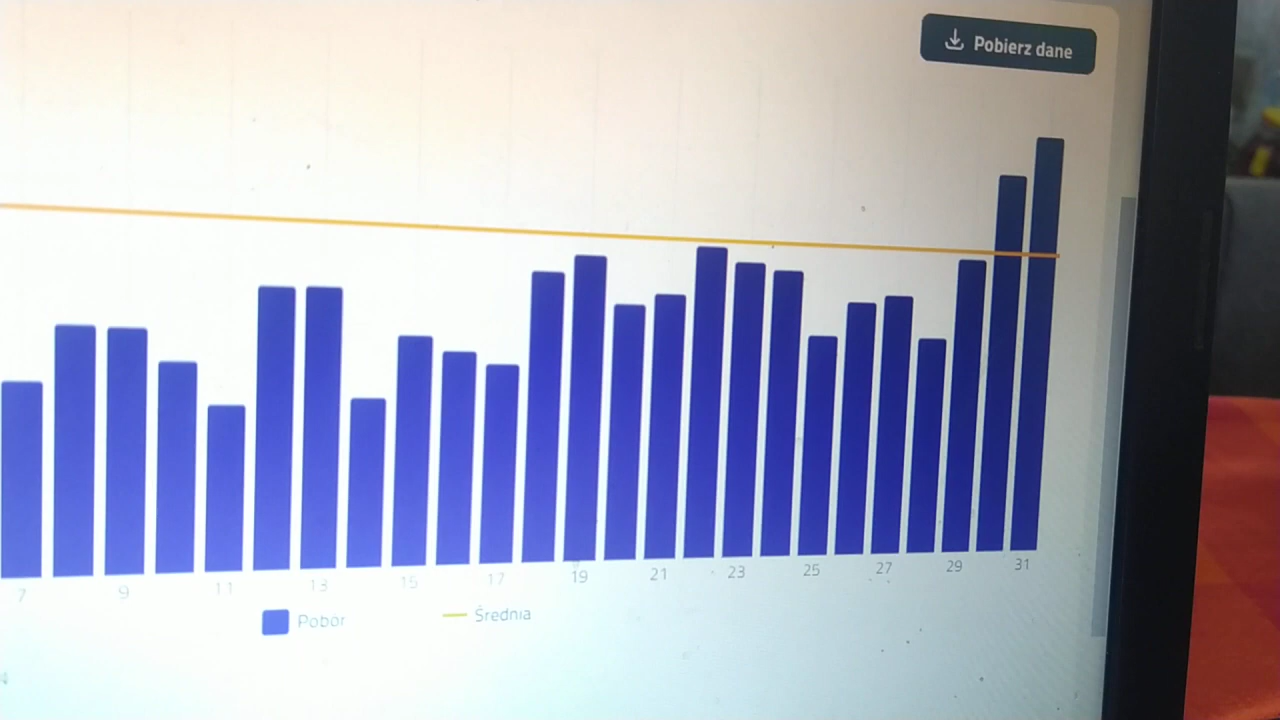 Pobierz dane
7 9 11 13 15 17 19 21 23 25 27 29 31
Pobór Średnia